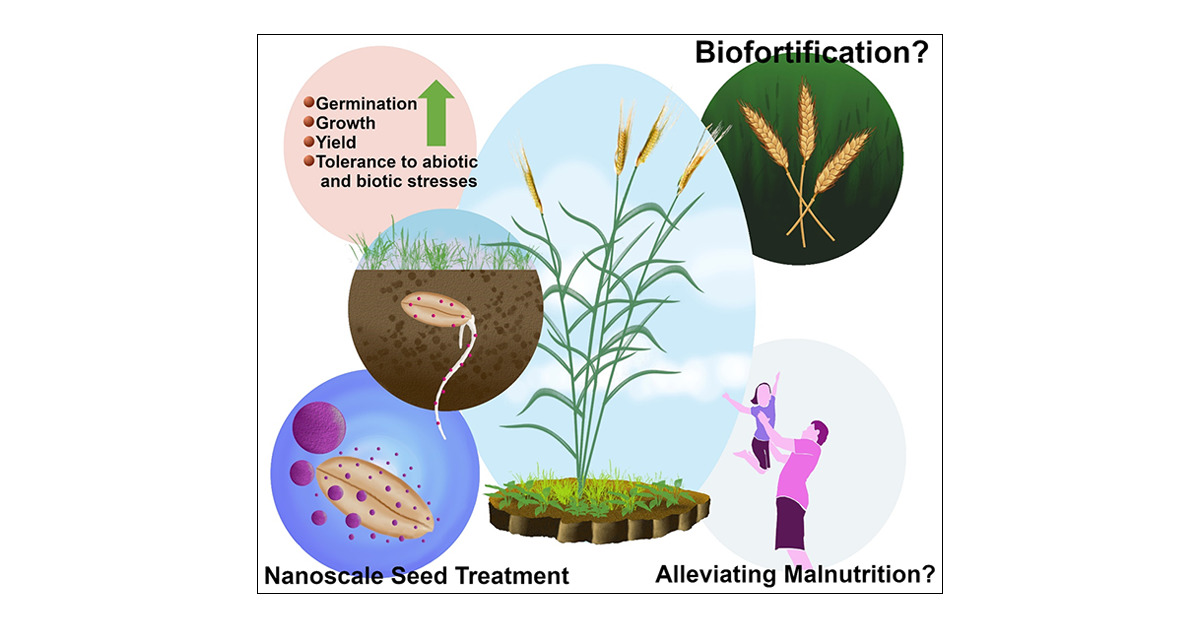 Biofortification?
Germination
Growth
Yield
Tolerance to abiotic
and biotic stresses
Nanoscale Seed Treatment
Alleviating Malnutrition?